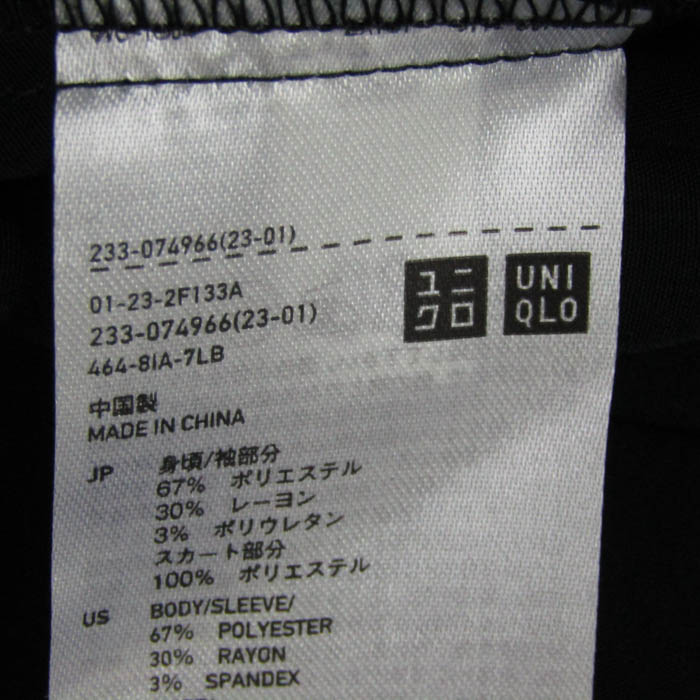 233-074966(23-01)
ユニ
クロ
UNI
QLO
01-23-2F133A
233-074966(23-01)
464-8IA-7LB
中国製
MADE IN CHINA
JP 身頃/袖部分
67% ポリエステル
30% レーヨン
3% ポリウレタン
スカート部分
100% ポリエステル
US BODY/SLEEVE/
67% POLYESTER
30% RAYON
3% SPANDEX